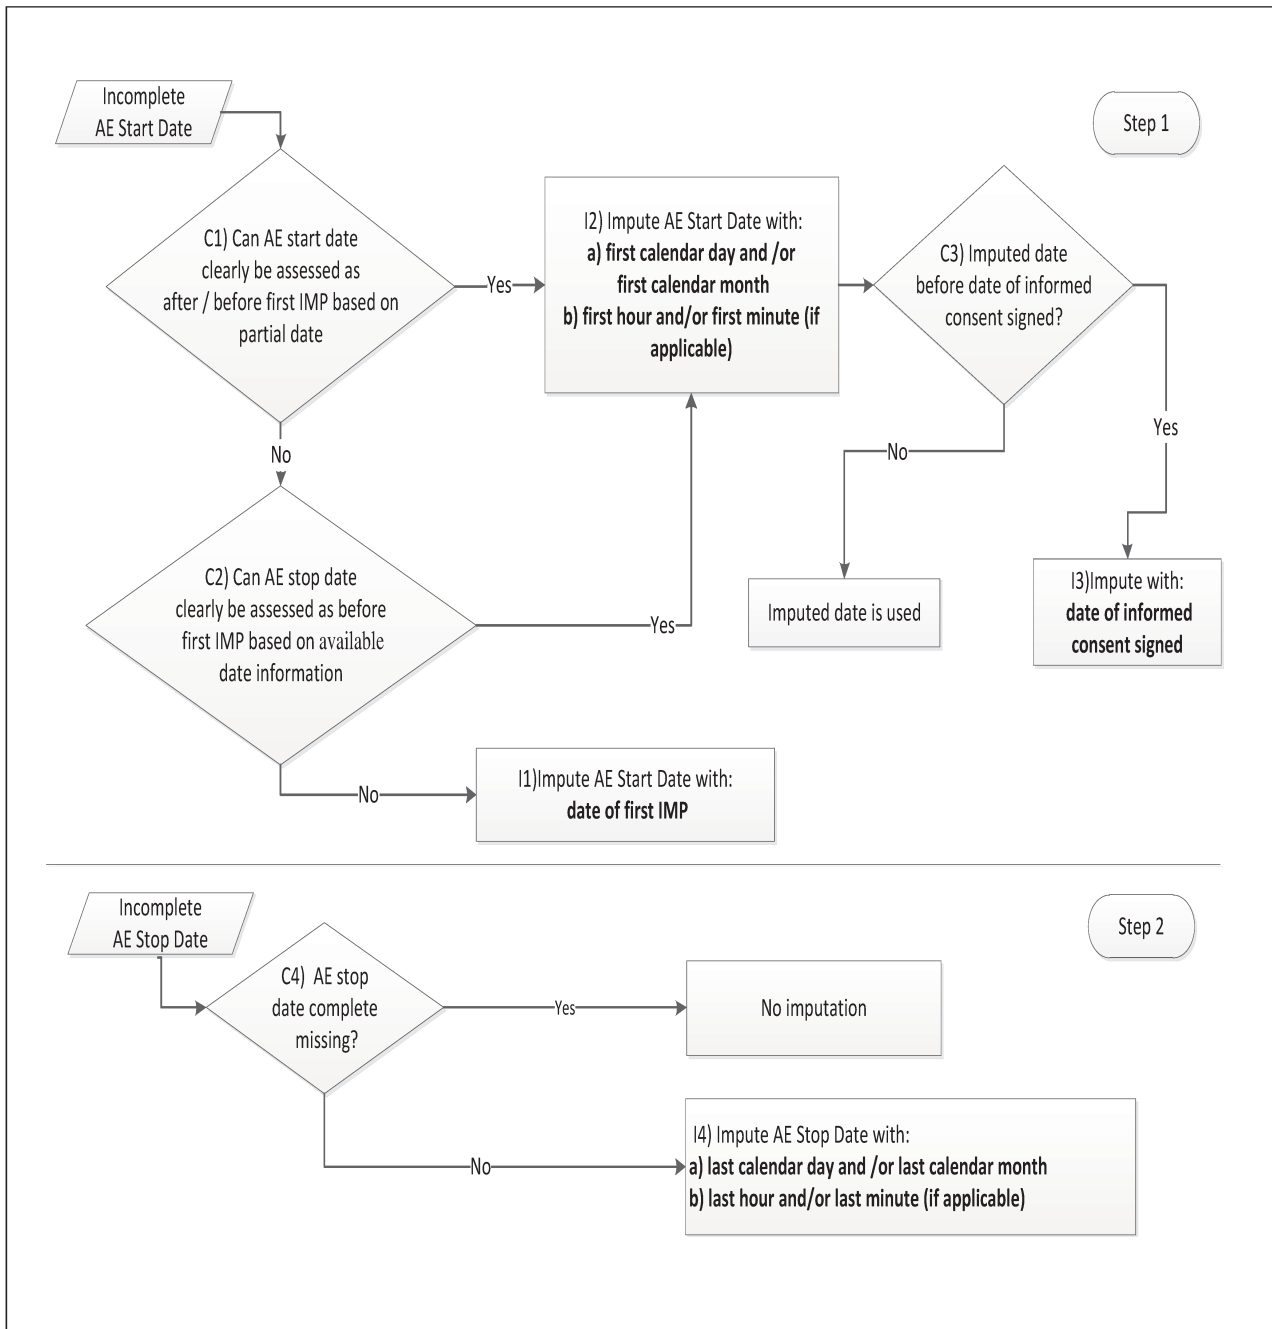 Incomplete
AE Start Date
Step 1
C1) Can AE start date
clearly be assessed as
after / before first IMP based on
partial date
Yes
I2) Impute AE Start Date with:
a) first calendar day and /or
first calendar month
b) first hour and/or first minute (if
applicable)
C3) Imputed date
before date of informed
consent signed?
No
Yes
No
C2) Can AE stop date
clearly be assessed as before
first IMP based on available
date information
Yes
Imputed date is used
I3)Impute with:
date of informed
consent signed
No
I1)Impute AE Start Date with:
date of first IMP
Incomplete
AE Stop Date
Step 2
C4) AE stop
date complete
missing?
Yes
No imputation
No
I4) Impute AE Stop Date with:
a) last calendar day and /or last calendar month
b) last hour and/or last minute (if applicable)